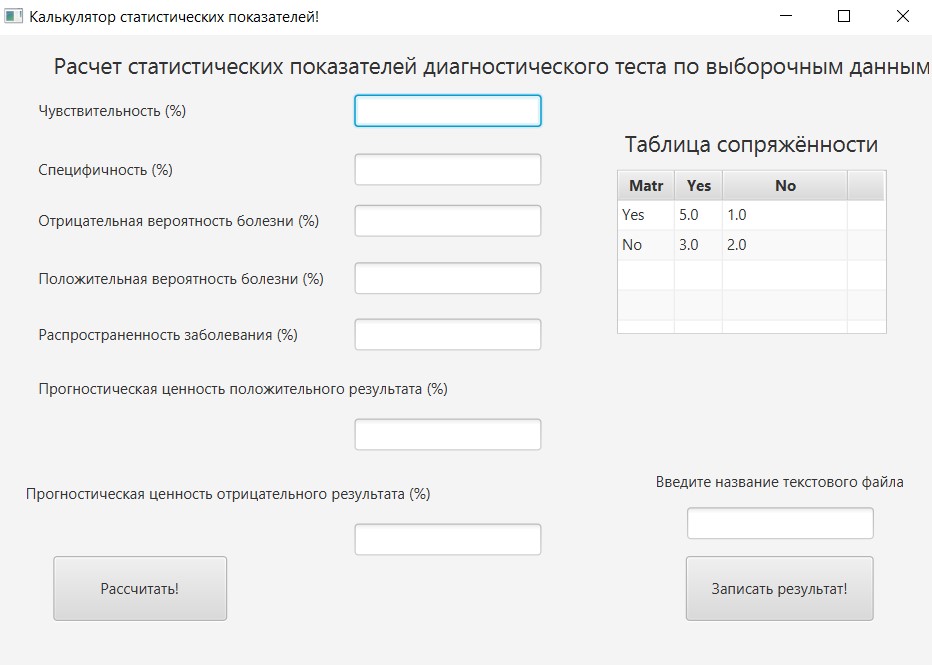 Калькулятор статистических показателей!
Расчет статистических показателей диагностического теста по выборочным данным
Чувствительность (%)
Таблица сопряжённости
Специфичность (%)
Matr Yes No
Yes 5.0 1.0
Отрицательная вероятность болезни (%)
No 3.0 2.0
Положительная вероятность болезни (%)
Распространенность заболевания (%)
Прогностическая ценность положительного результата (%)
Введите название текстового файла
Прогностическая ценность отрицательного результата (%)
Рассчитать!
Записать результат!